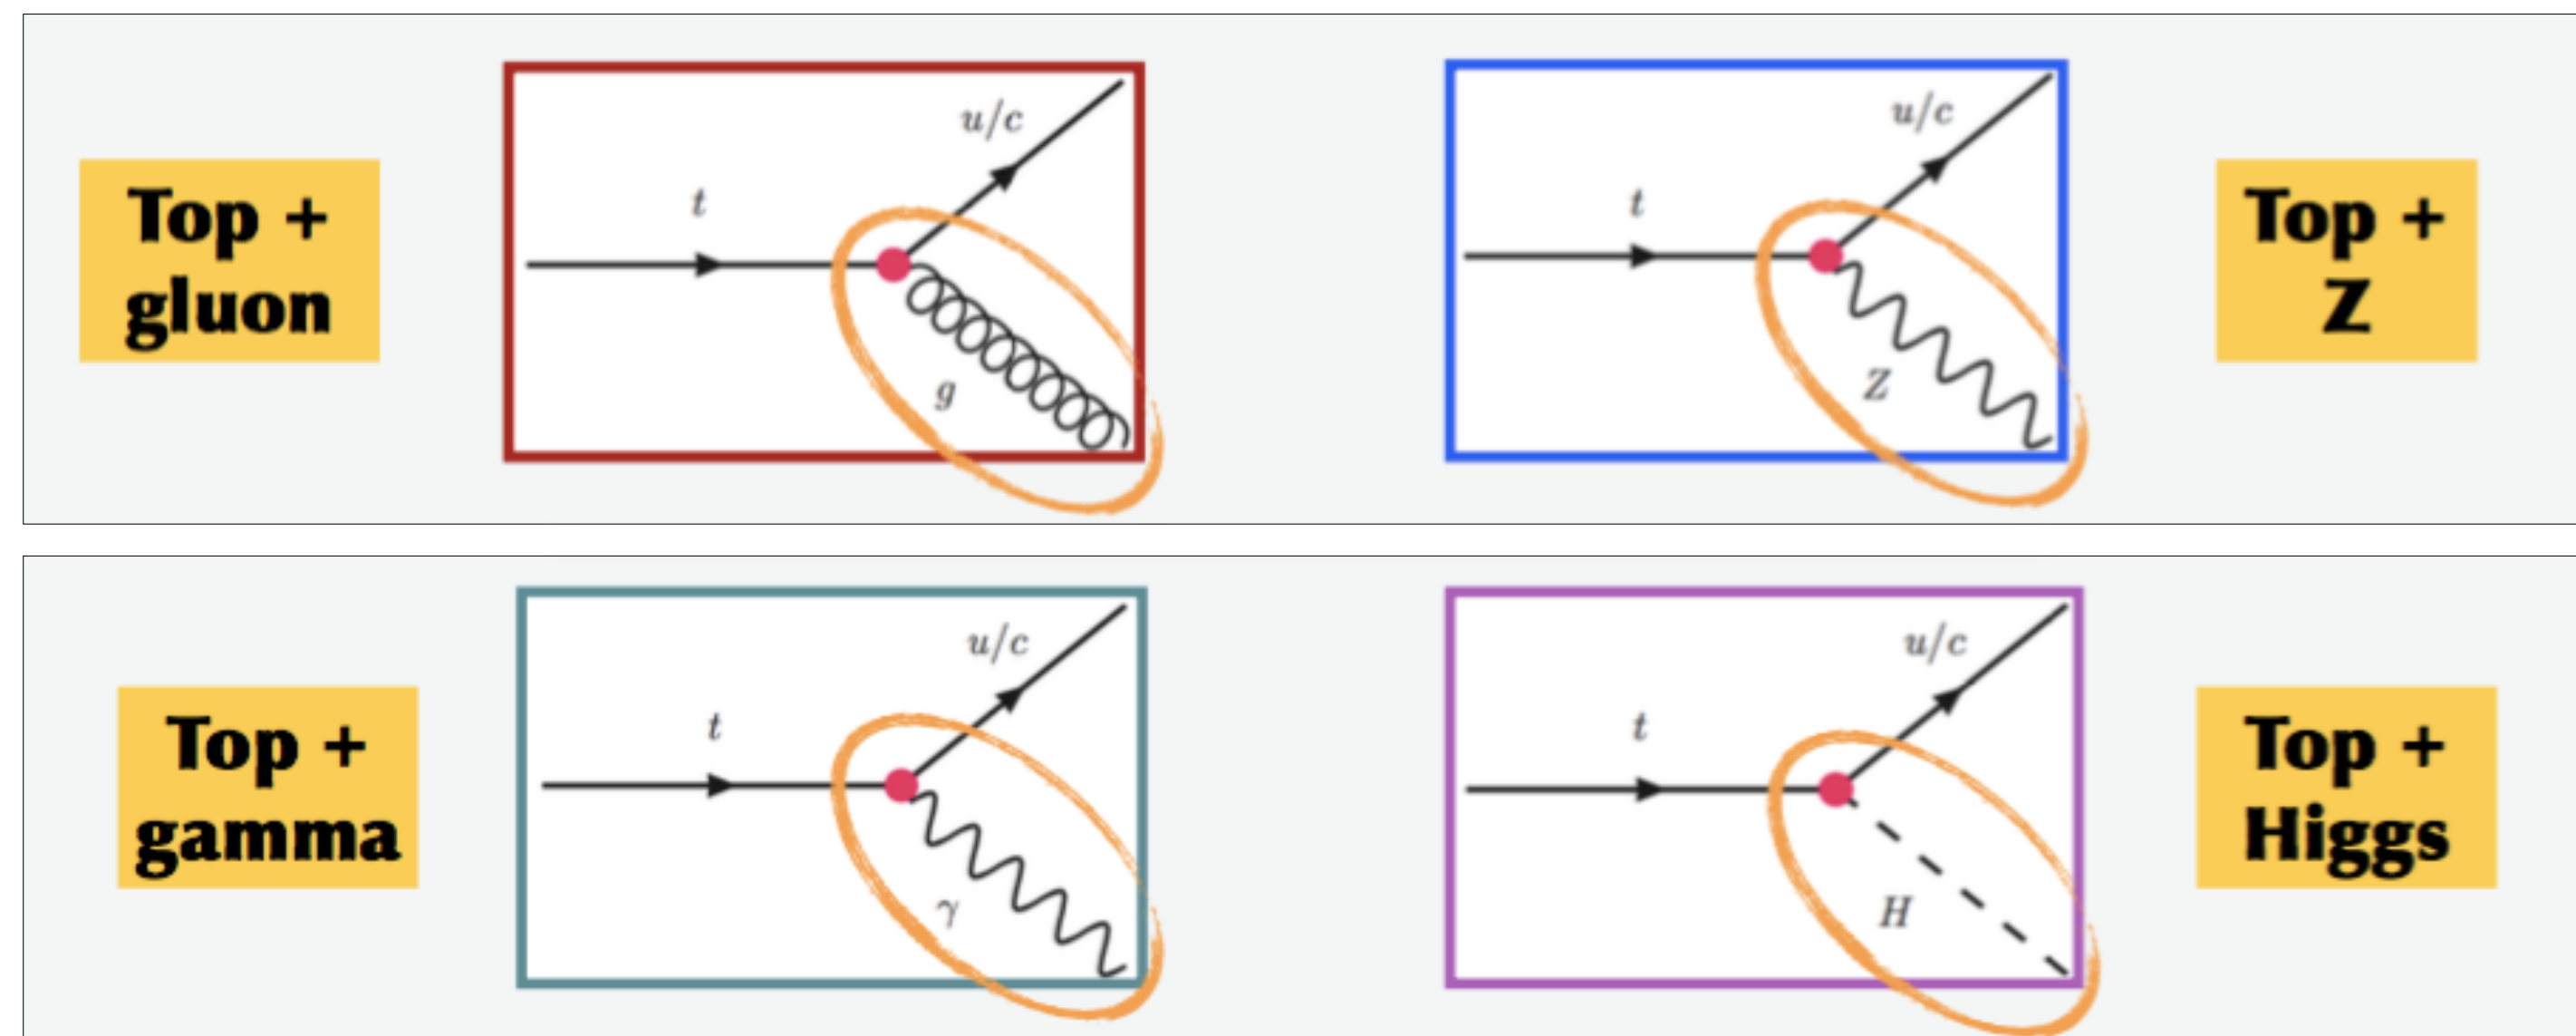 Top +
gluon
t
u/c
g
t
u/c
Z
Top +
Z
Top +
gamma
t
u/c
γ
t
u/c
H
Top +
Higgs